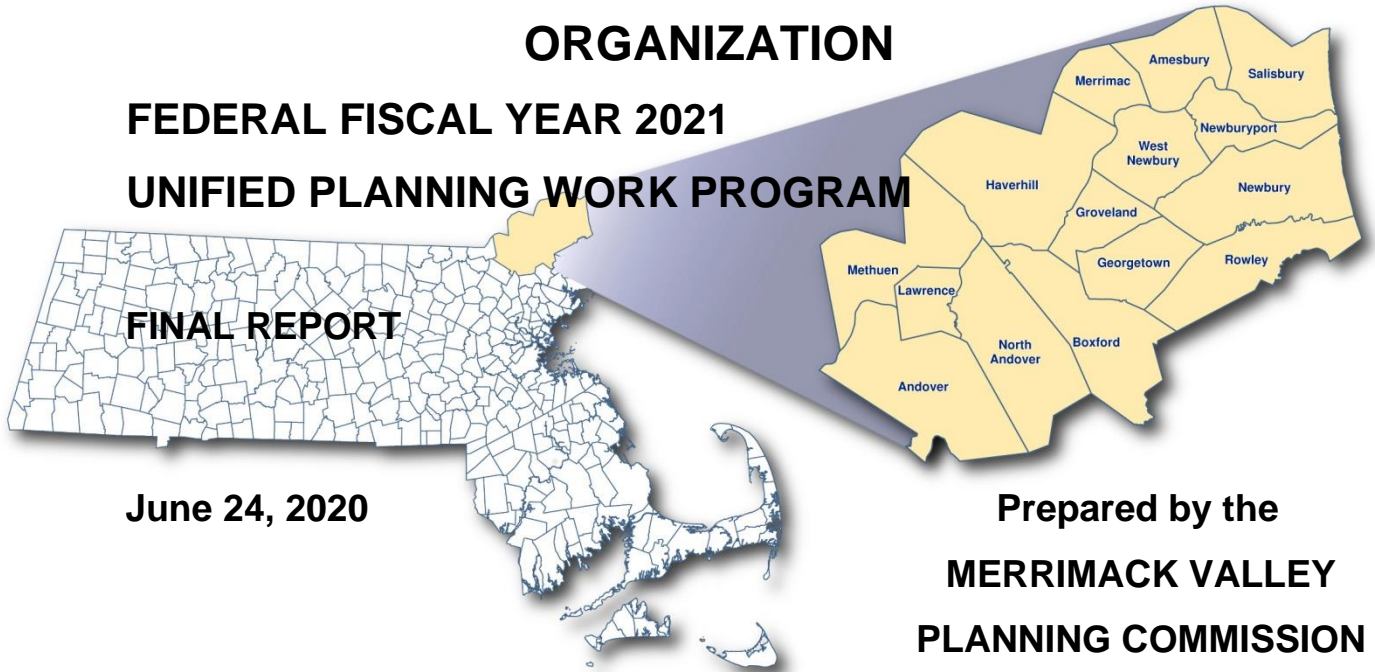 ORGANIZATION
FEDERAL FISCAL YEAR 2021
UNIFIED PLANNING WORK PROGRAM
FINAL REPORT
June 24, 2020
Prepared by the
MERRIMACK VALLEY
PLANNING COMMISSION
Amesbury
Salisbury
Merrimac
Newburyport
West
Newbury
Haverhill
Newbury
Groveland
Georgetown
Rowley
Methuen
Lawrence
North
Andover
Boxford
Andover